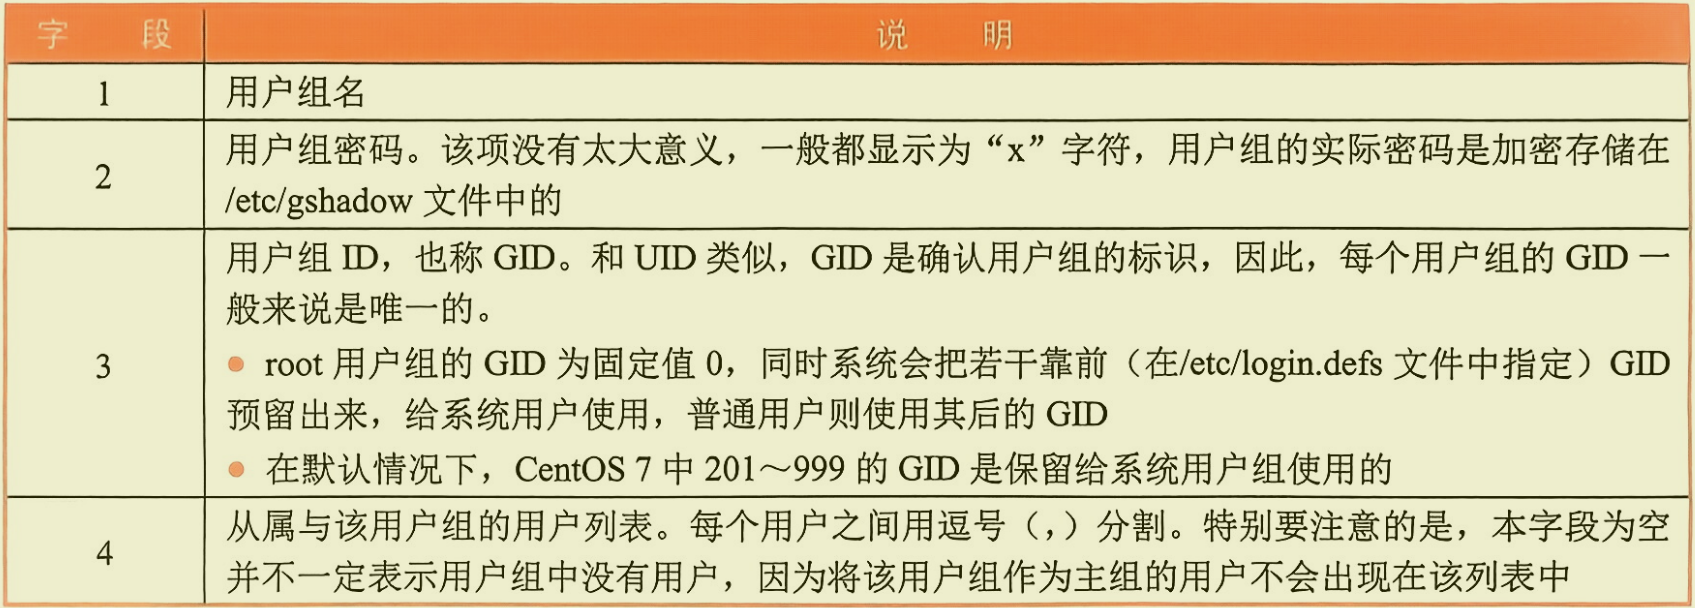 字 段 说 明
1 用户组名
用户组密码。该项没有太大意义，一般都显示为“x”字符，用户组的实际密码是加密存储在
2
/etc/gshadow 文件中的
用户组 ID，也称 GID。和 UID 类似，GID 是确认用户组的标识，因此，每个用户组的 GID 一
般来说是唯一的。
3
● root 用户组的 GID 为固定值 0，同时系统会把若干靠前（在/etc/login.defs 文件中指定）GID
预留出来，给系统用户使用，普通用户则使用其后的 GID
● 在默认情况下，CentOS 7 中 201～999 的 GID 是保留给系统用户组使用的
从属与该用户组的用户列表。每个用户之间用逗号（，）分割。特别要注意的是，本字段为空
4
并不一定表示用户组中没有用户，因为将该用户组作为主组的用户不会出现在该列表中